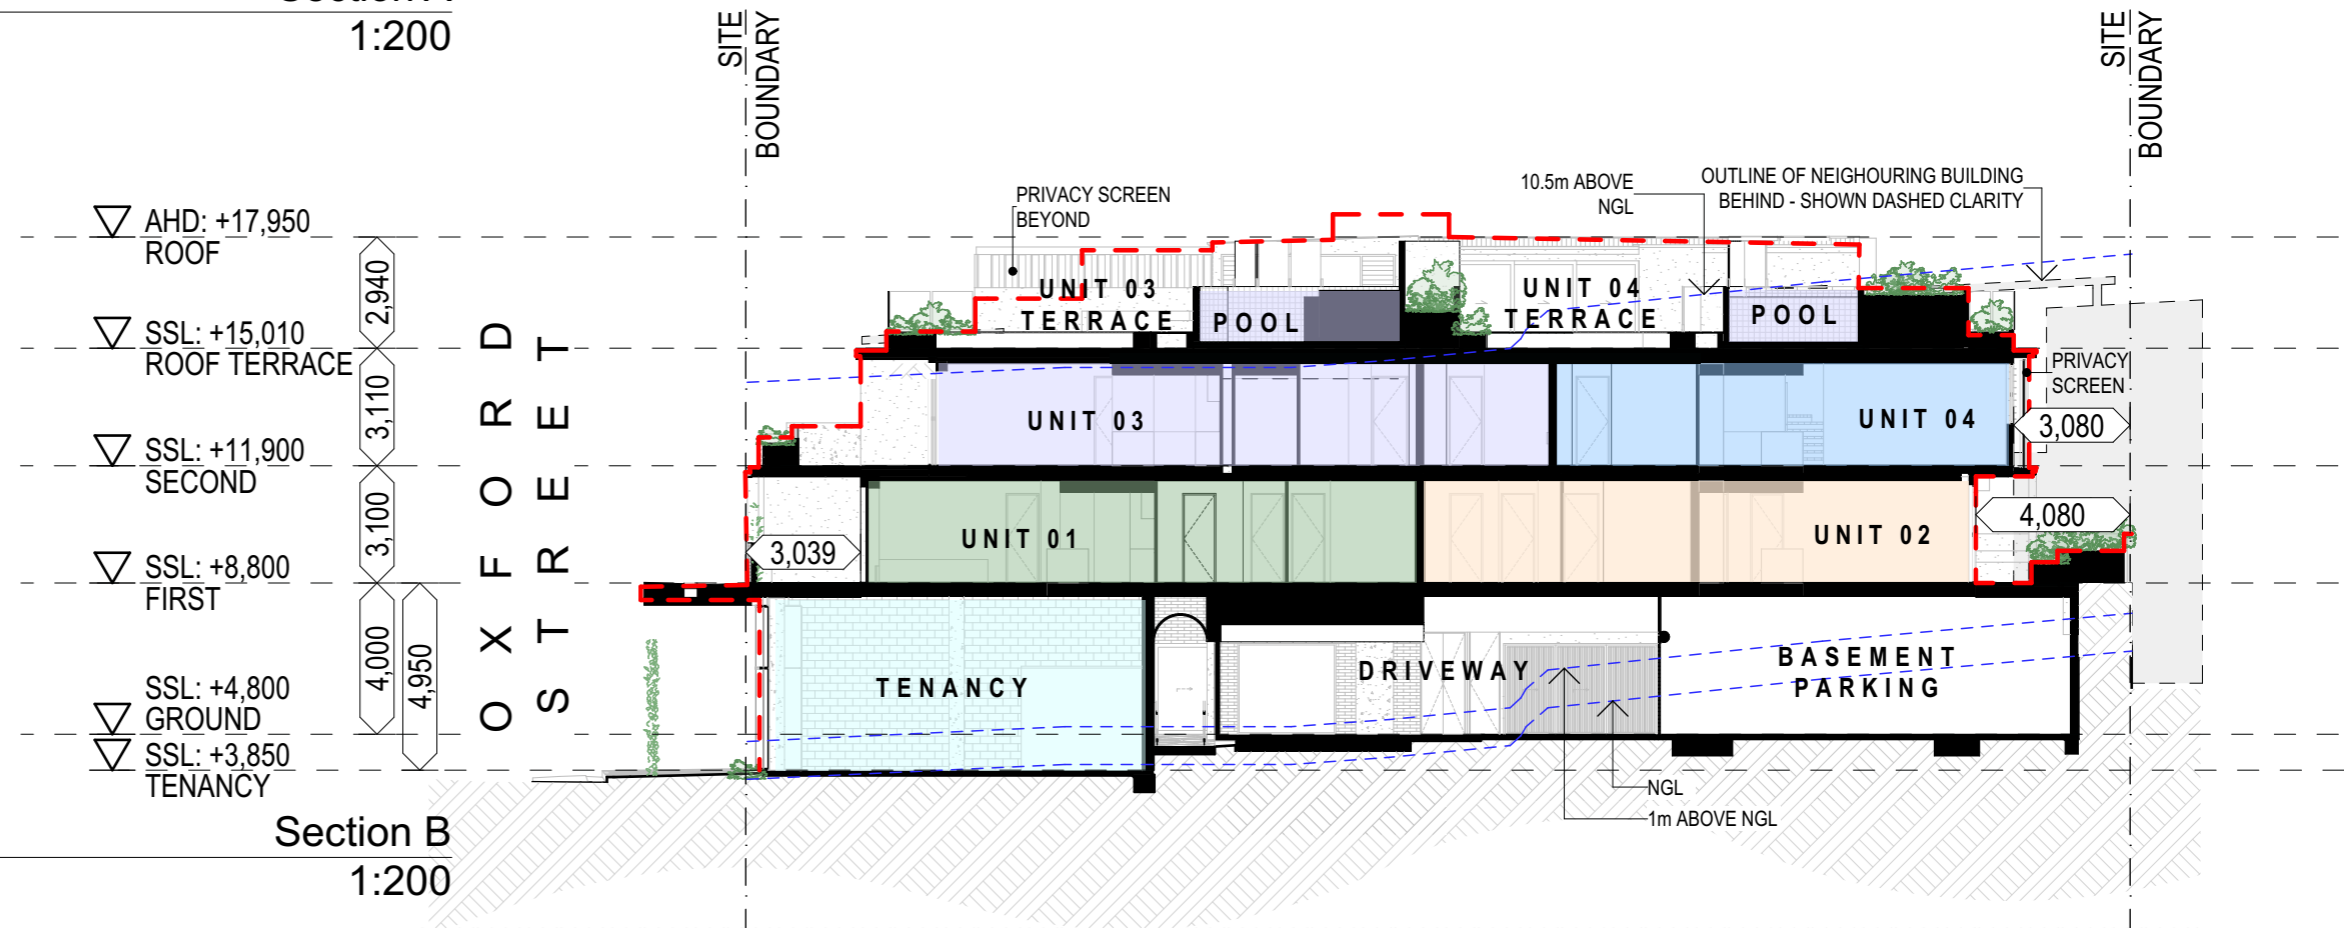 1:200
SITE
BOUNDARY
SITE
BOUNDARY
AHD: +17,950
ROOF
SSL: +15,010
ROOF TERRACE
SSL: +11,900
SECOND
SSL: +8,800
FIRST
SSL: +4,800
GROUND
SSL: +3,850
TENANCY
2,940
3,110
3,100
4,000
4,950
OXFORD
STREET
PRIVACY SCREEN
BEYOND
10.5m ABOVE
NGL
OUTLINE OF NEIGHOURING BUILDING
BEHIND - SHOWN DASHED CLARITY
UNIT 03
TERRACE
POOL
UNIT 04
TERRACE
POOL
PRIVACY
SCREEN
UNIT 03
UNIT 04
3,080
3,039
UNIT 01
UNIT 02
4,080
TENANCY
DRIVEWAY
BASEMENT
PARKING
NGL
1m ABOVE NGL
Section B
1:200